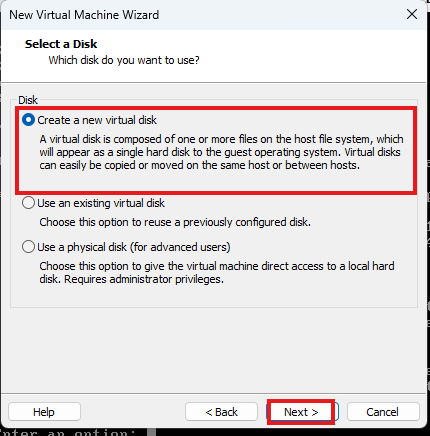 New Virtual Machine Wizard
Select a Disk
Which disk do you want to use?
Disk
Create a new virtual disk
A virtual disk is composed of one or more files on the host file system, which
will appear as a single hard disk to the guest operating system. Virtual disks
can easily be copied or moved on the same host or between hosts.
Use an existing virtual disk
Choose this option to reuse a previously configured disk.
Use a physical disk (for advanced users)
Choose this option to give the virtual machine direct access to a local hard
disk. Requires administrator privileges.
Help
< Back
Next >
Cancel
Enter an option: